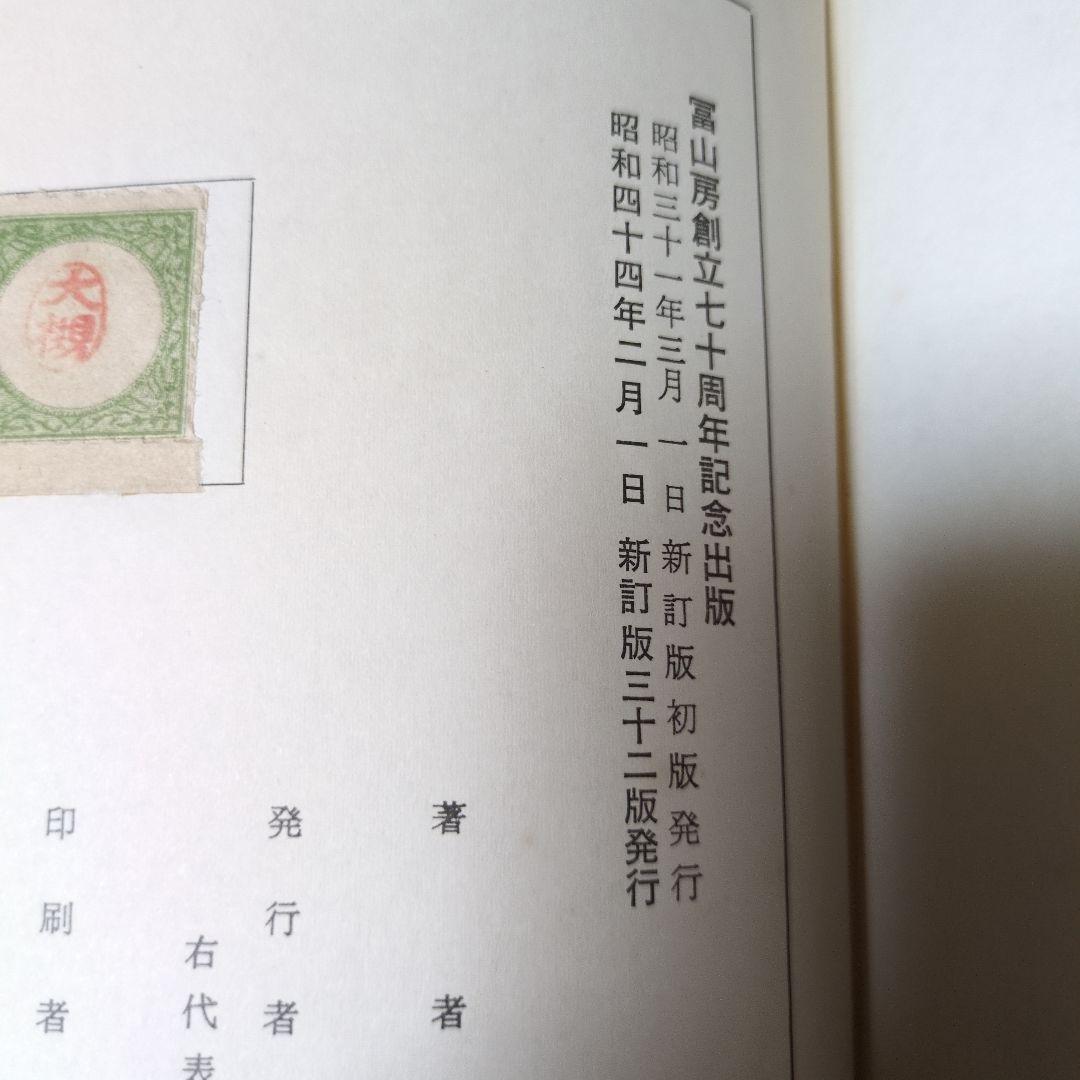 冨山房創立七十周年記念出版
昭和三十一年三月一日 新訂版初版発行
昭和四十四年二月一日 新訂版三十二版発行
著者
発行者
右代表
印刷者
大槻